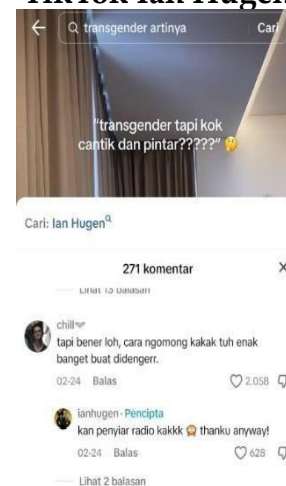 TikTok Ian Hugen
transgender artinya Cari
"transgender tapi kok
cantik dan pintar?????" 🤔
Cari: Ian Hugen
271 komentar
Lihat 13 balasan
chill
tapi bener loh, cara ngomong kakak tuh enak
banget buat didengerr.
02-24 Balas 2.058
ianhugen · Pencipta
kan penyiar radio kakkk thanku anyway!
02-24 Balas 628
Lihat 2 balasan